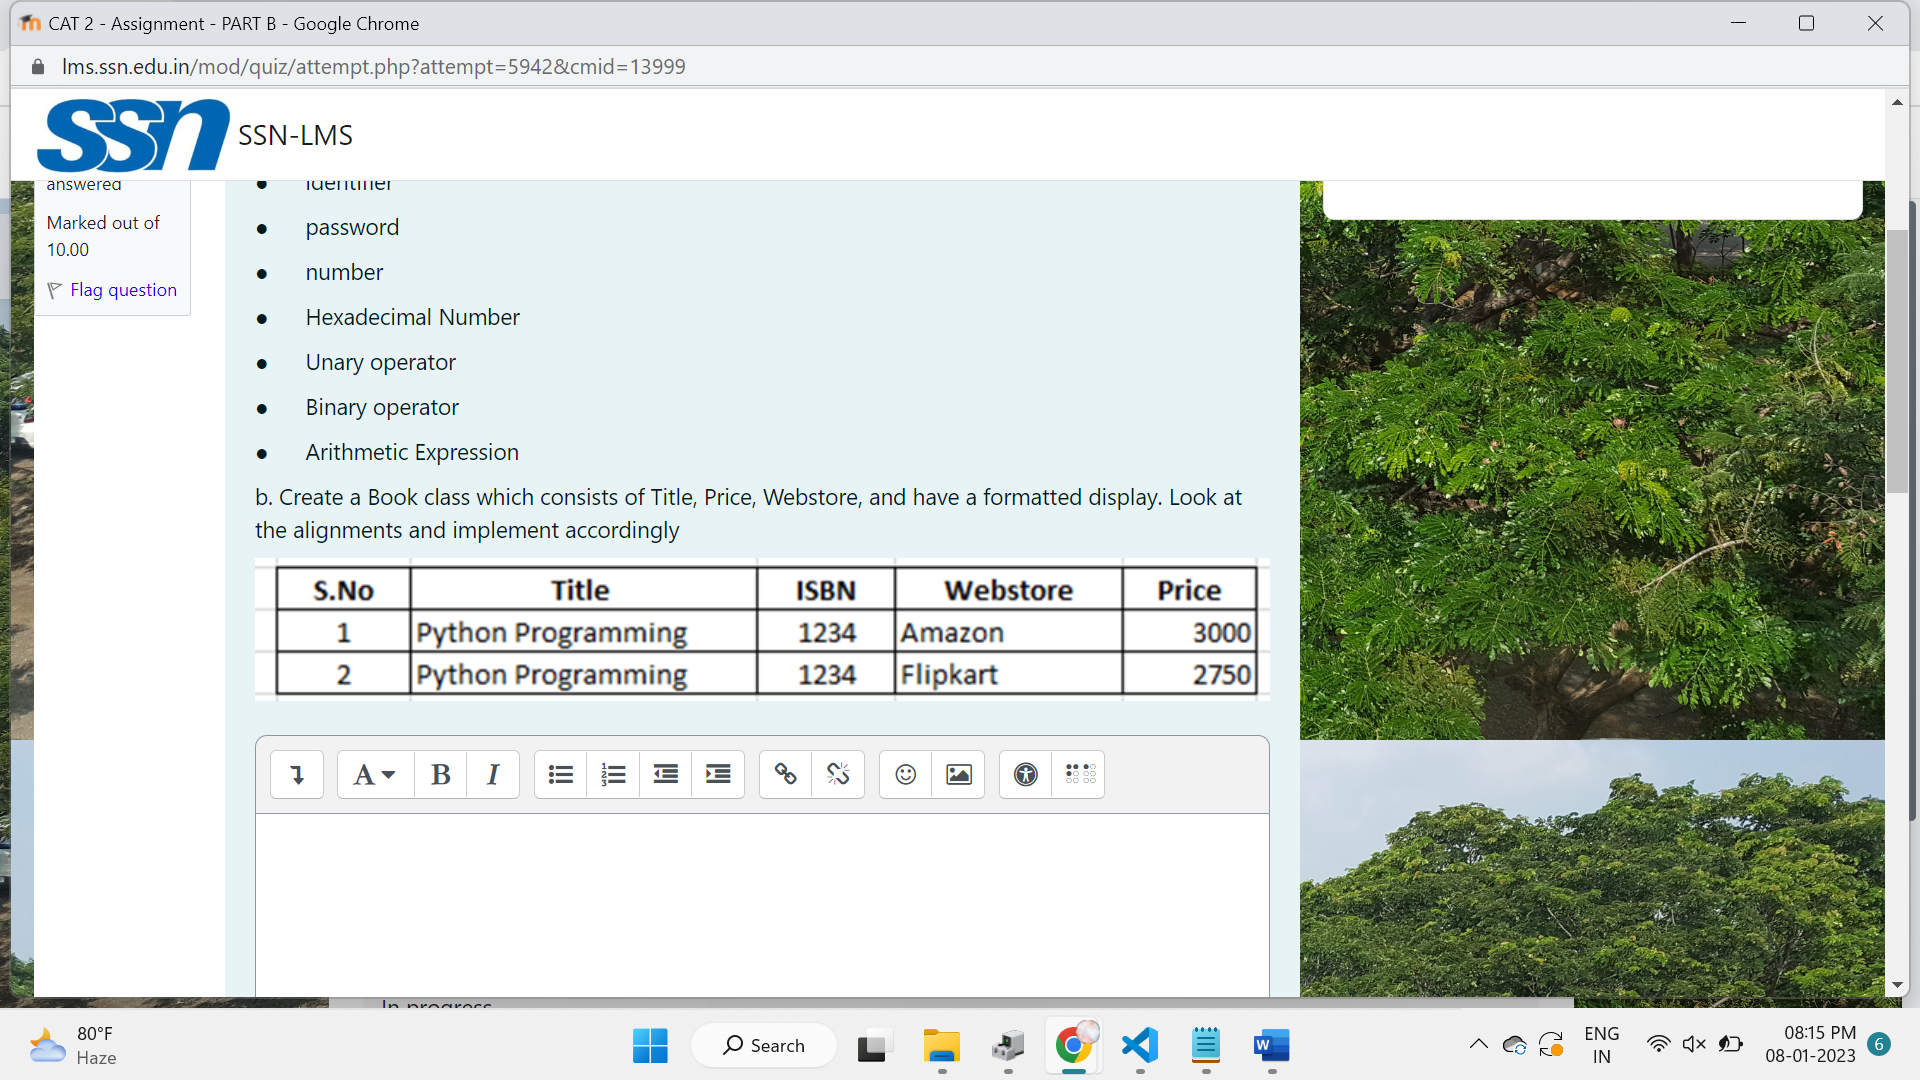 CAT 2 - Assignment - PART B - Google Chrome
lms.ssn.edu.in/mod/quiz/attempt.php?attempt=5942&cmid=13999
ssn SSN-LMS
answered
Marked out of
10.00
Flag question
● identifier
● password
● number
● Hexadecimal Number
● Unary operator
● Binary operator
● Arithmetic Expression
b. Create a Book class which consists of Title, Price, Webstore, and have a formatted display. Look at
the alignments and implement accordingly
S.No Title ISBN Webstore Price
1 Python Programming 1234 Amazon 3000
2 Python Programming 1234 Flipkart 2750
A B I
In progress
80°F
Haze
Search
W
ENG
IN
08:15 PM
08-01-2023
6